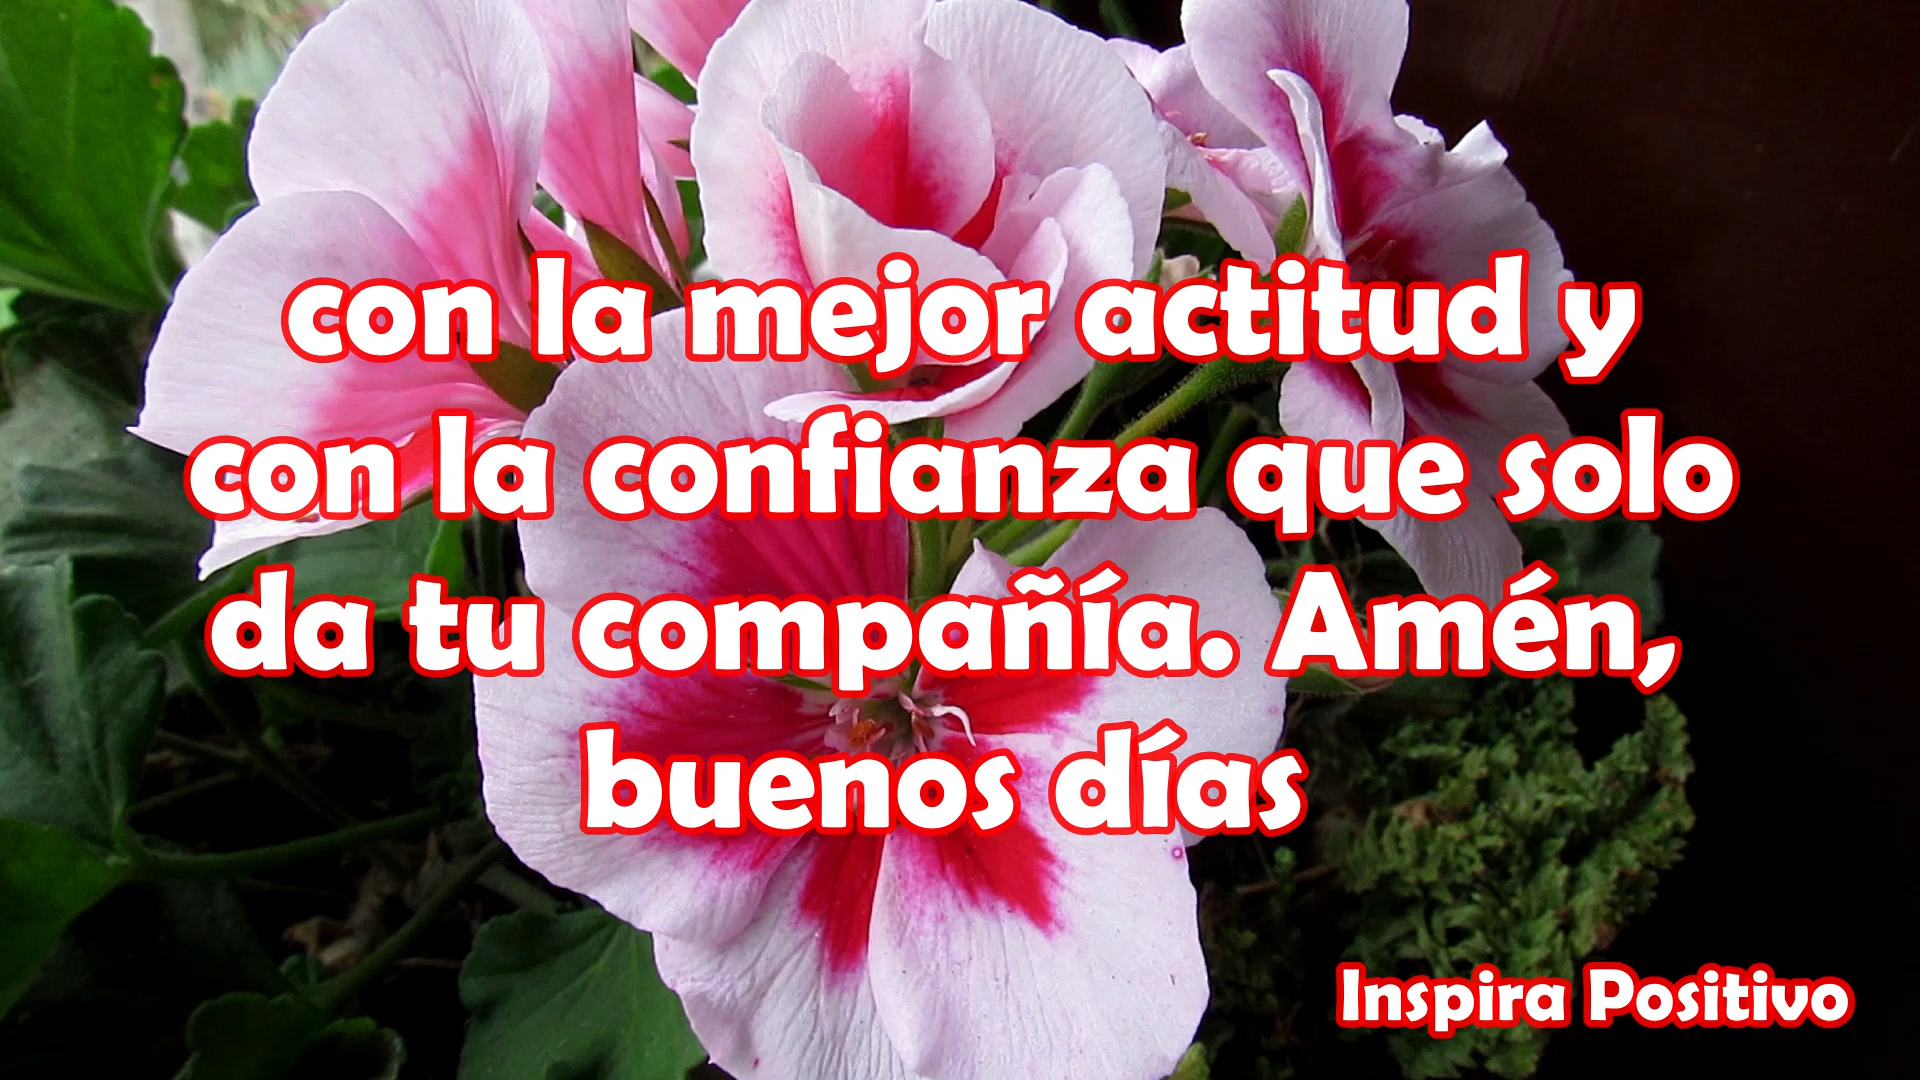 con la mejor actitud y
con la confianza que solo
da tu compañía. Amén,
buenos días
Inspira Positivo